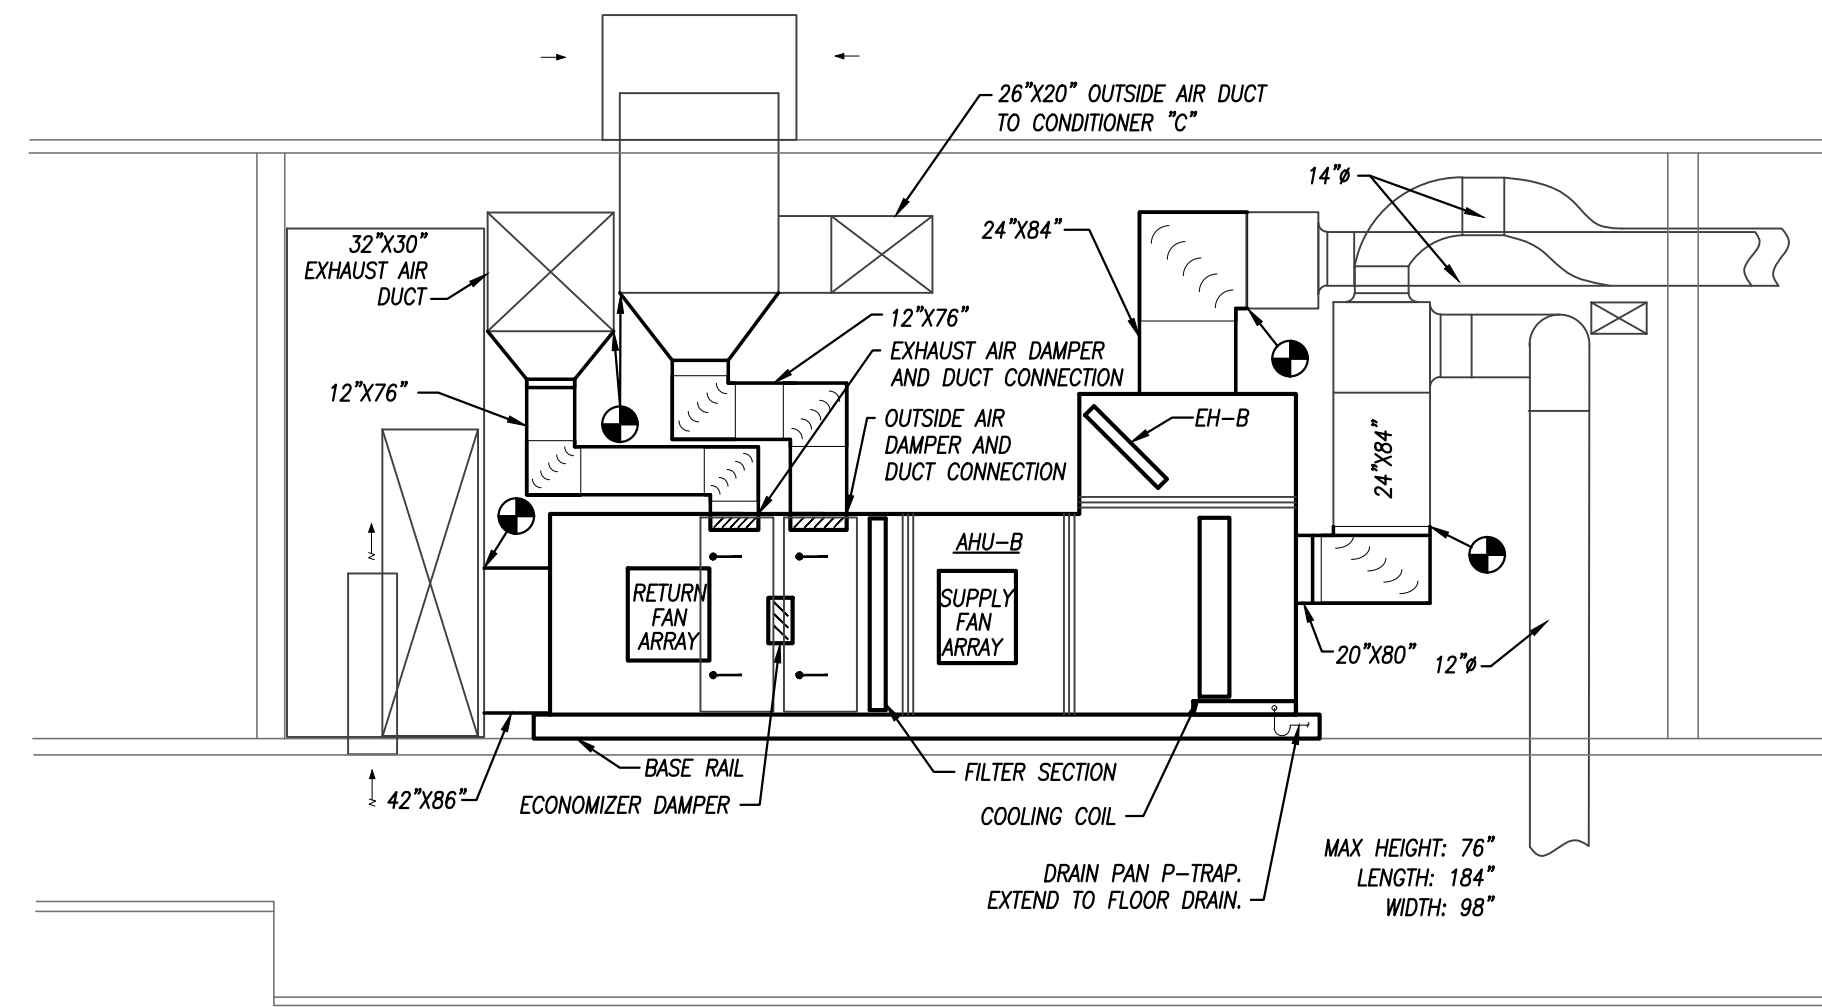 26"X20" OUTSIDE AIR DUCT
TO CONDITIONER "C"
14"ø
24"X84"
32"X30"
EXHAUST AIR
DUCT
12"X76"
EXHAUST AIR DAMPER
AND DUCT CONNECTION
12"X76"
OUTSIDE AIR
DAMPER AND
DUCT CONNECTION
EH-B
24"X84"
AHU-B
RETURN
FAN
ARRAY
SUPPLY
FAN
ARRAY
20"X80"
12"ø
BASE RAIL
FILTER SECTION
42"X86"
ECONOMIZER DAMPER
COOLING COIL
MAX HEIGHT: 76"
LENGTH: 184"
WIDTH: 98"
DRAIN PAN P-TRAP.
EXTEND TO FLOOR DRAIN.